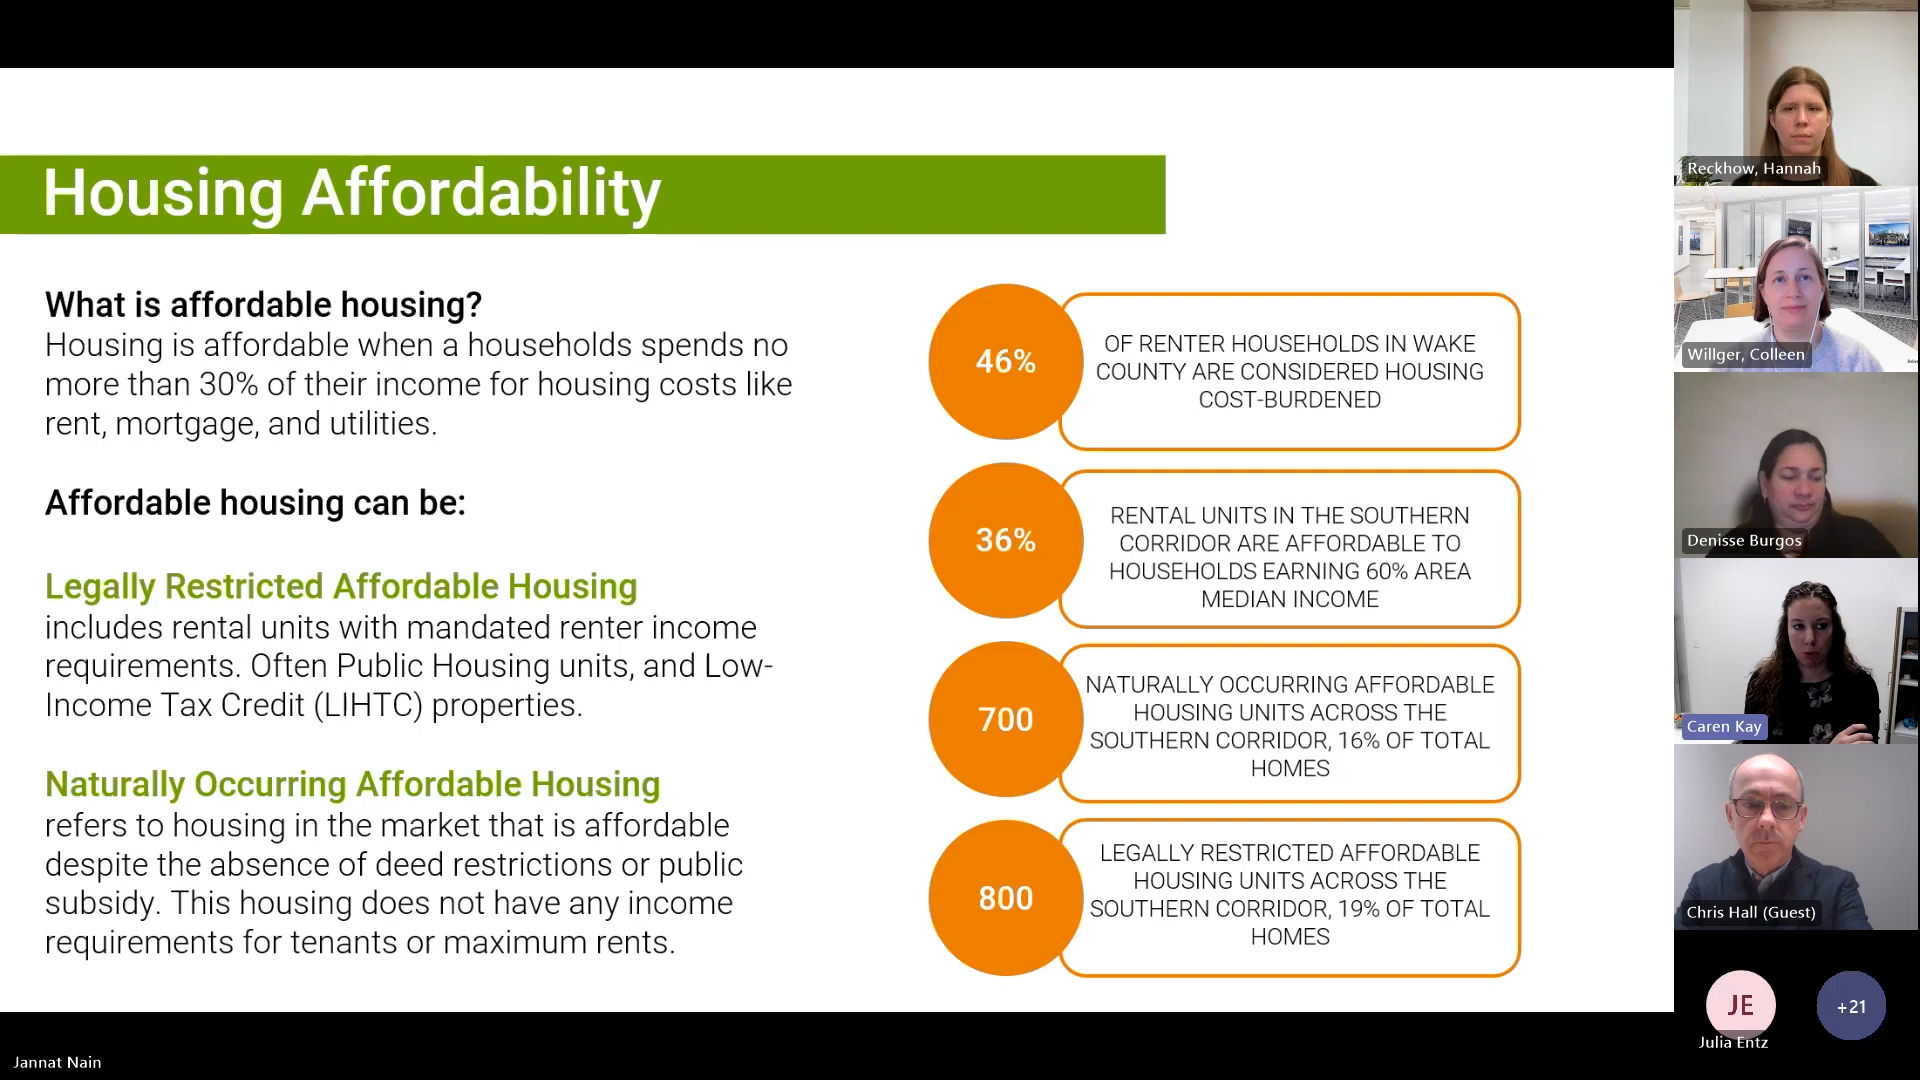 Housing Affordability
What is affordable housing?
Housing is affordable when a households spends no
more than 30% of their income for housing costs like
rent, mortgage, and utilities.
Affordable housing can be:
Legally Restricted Affordable Housing
includes rental units with mandated renter income
requirements. Often Public Housing units, and Low-
Income Tax Credit (LIHTC) properties.
Naturally Occurring Affordable Housing
refers to housing in the market that is affordable
despite the absence of deed restrictions or public
subsidy. This housing does not have any income
requirements for tenants or maximum rents.
46%
OF RENTER HOUSEHOLDS IN WAKE
COUNTY ARE CONSIDERED HOUSING
COST-BURDENED
36%
RENTAL UNITS IN THE SOUTHERN
CORRIDOR ARE AFFORDABLE TO
HOUSEHOLDS EARNING 60% AREA
MEDIAN INCOME
700
NATURALLY OCCURRING AFFORDABLE
HOUSING UNITS ACROSS THE
SOUTHERN CORRIDOR, 16% OF TOTAL
HOMES
800
LEGALLY RESTRICTED AFFORDABLE
HOUSING UNITS ACROSS THE
SOUTHERN CORRIDOR, 19% OF TOTAL
HOMES
Reckhow, Hannah
Willger, Colleen
Denisse Burgos
Caren Kay
Chris Hall (Guest)
JE
Julia Entz
+21
Jannat Nain